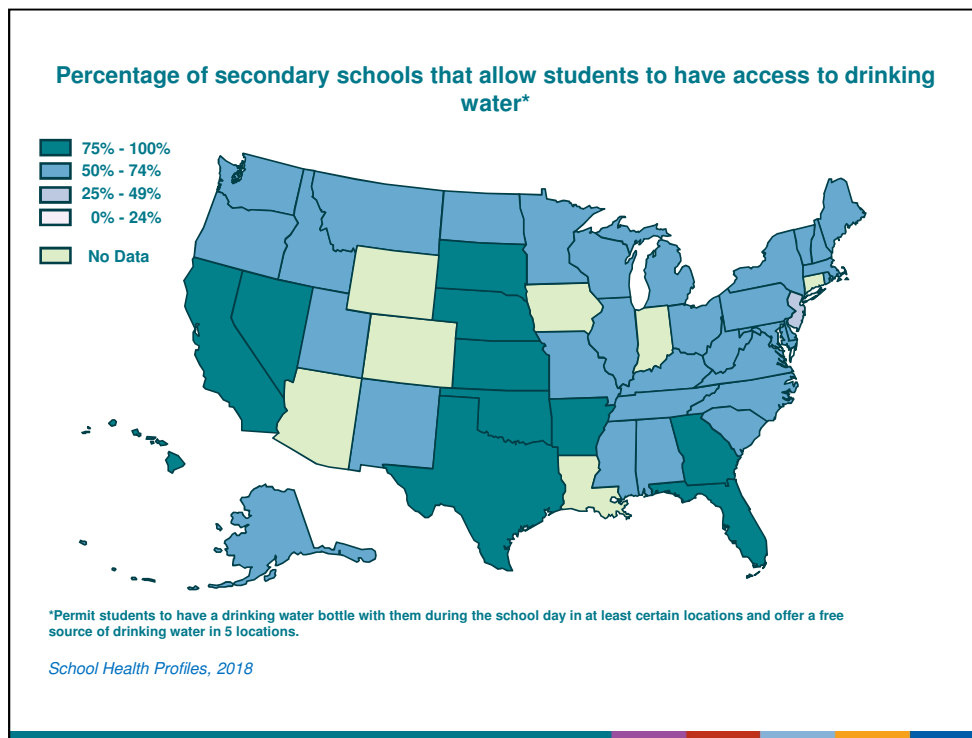 Percentage of secondary schools that allow students to have access to drinking
water*
75% - 100%
50% - 74%
25% - 49%
0% - 24%
No Data
*Permit students to have a drinking water bottle with them during the school day in at least certain locations and offer a free
source of drinking water in 5 locations.
School Health Profiles, 2018